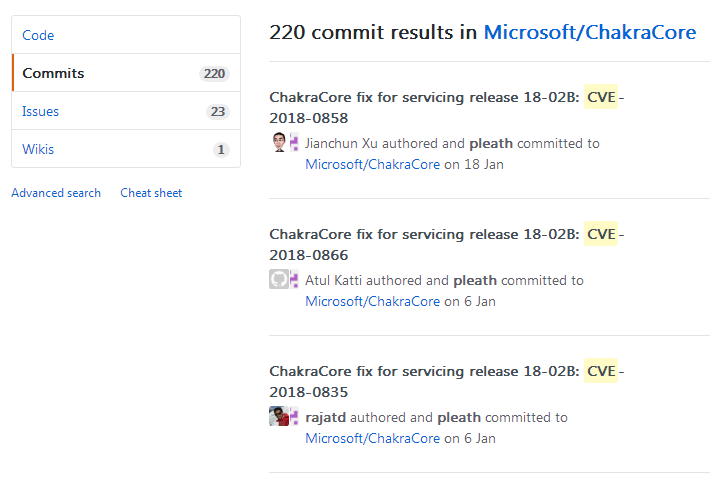 Code
Commits 220
Issues 23
Wikis 1
Advanced search Cheat sheet
220 commit results in Microsoft/ChakraCore
ChakraCore fix for servicing release 18-02B: CVE-
2018-0858
Jianchun Xu authored and pleath committed to
Microsoft/ChakraCore on 18 Jan
ChakraCore fix for servicing release 18-02B: CVE-
2018-0866
Atul Katti authored and pleath committed to
Microsoft/ChakraCore on 6 Jan
ChakraCore fix for servicing release 18-02B: CVE-
2018-0835
rajatd authored and pleath committed to
Microsoft/ChakraCore on 6 Jan